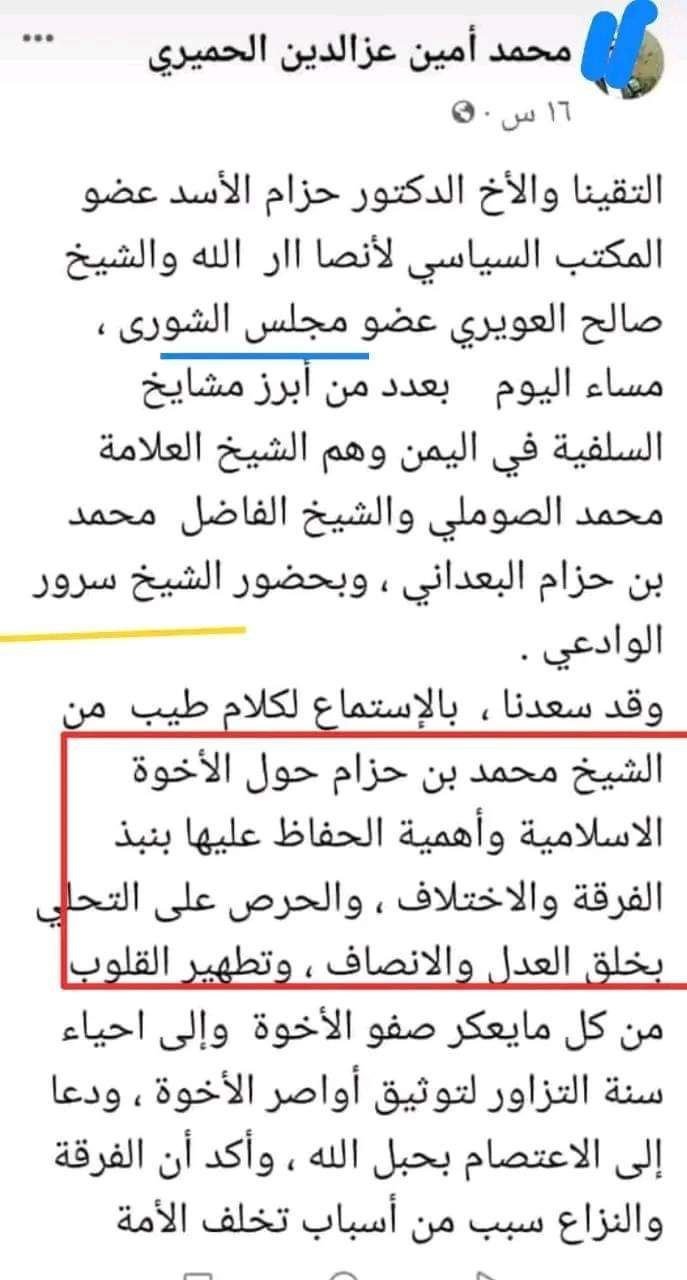 محمد أمين عزالدين الحميري
١٦ س ·
التقينا والأخ الدكتور حزام الأسد عضو
المكتب السياسي لأنصا اار الله والشيخ
صالح العويري عضو مجلس الشورى ،
مساء اليوم بعدد من أبرز مشايخ
السلفية في اليمن وهم الشيخ العلامة
محمد الصوملي والشيخ الفاضل محمد
بن حزام البعداني ، وبحضور الشيخ سرور
الوادعي .
وقد سعدنا ، بالإستماع لكلام طيب من
الشيخ محمد بن حزام حول الأخوة
الاسلامية وأهمية الحفاظ عليها بنبذ
الفرقة والاختلاف ، والحرص على التحلي
بخلق العدل والانصاف ، وتطهير القلوب
من كل مايعكر صفو الأخوة وإلى احياء
سنة التزاور لتوثيق أواصر الأخوة ، ودعا
إلى الاعتصام بحبل الله ، وأكد أن الفرقة
والنزاع سبب من أسباب تخلف الأمة